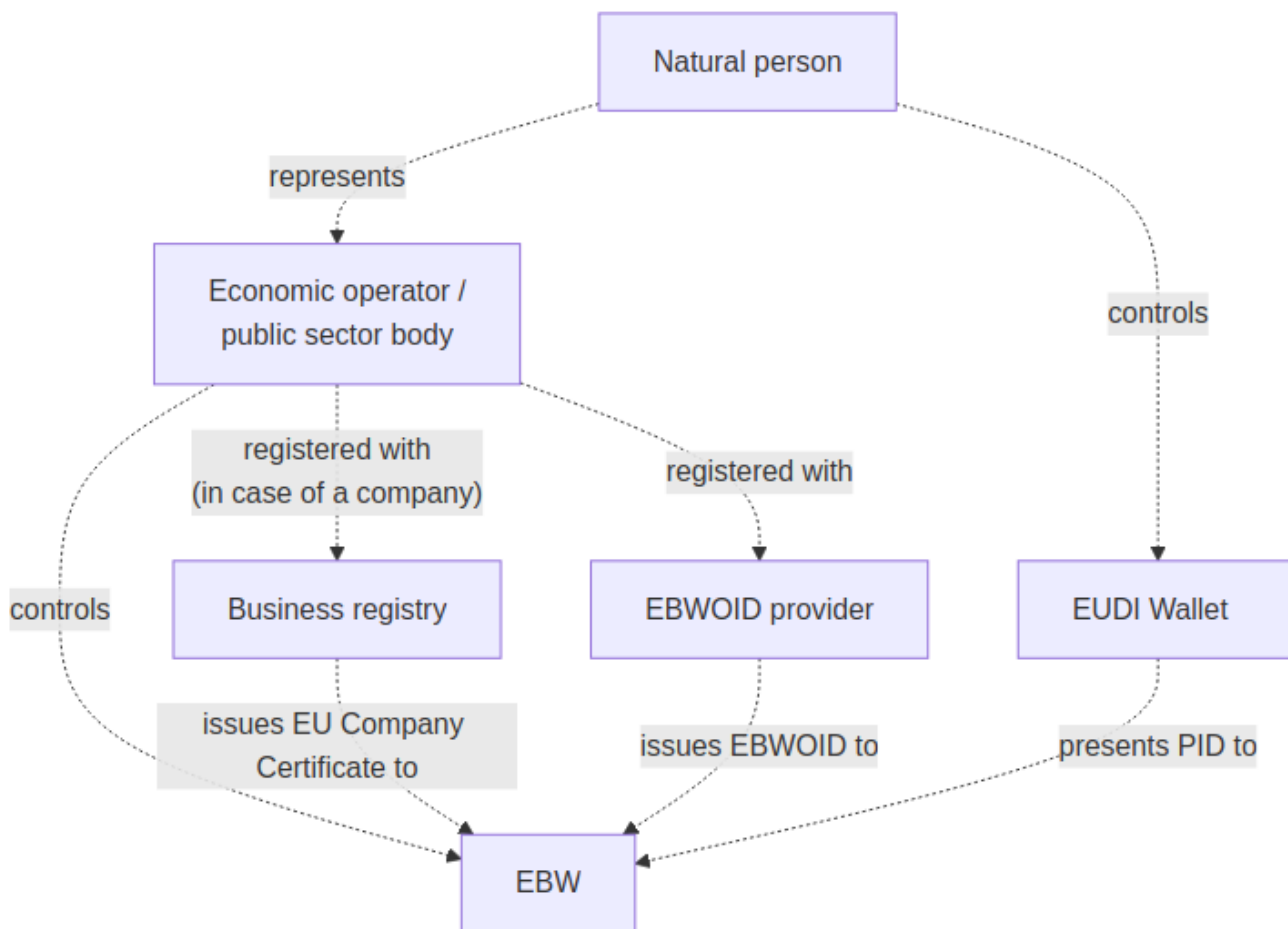 Natural person
represents
Economic operator /
public sector body
controls
registered with
(in case of a company)
registered with
controls
Business registry
EBWOID provider
EUDI Wallet
issues EU Company
Certificate to
issues EBWOID to
presents PID to
EBW